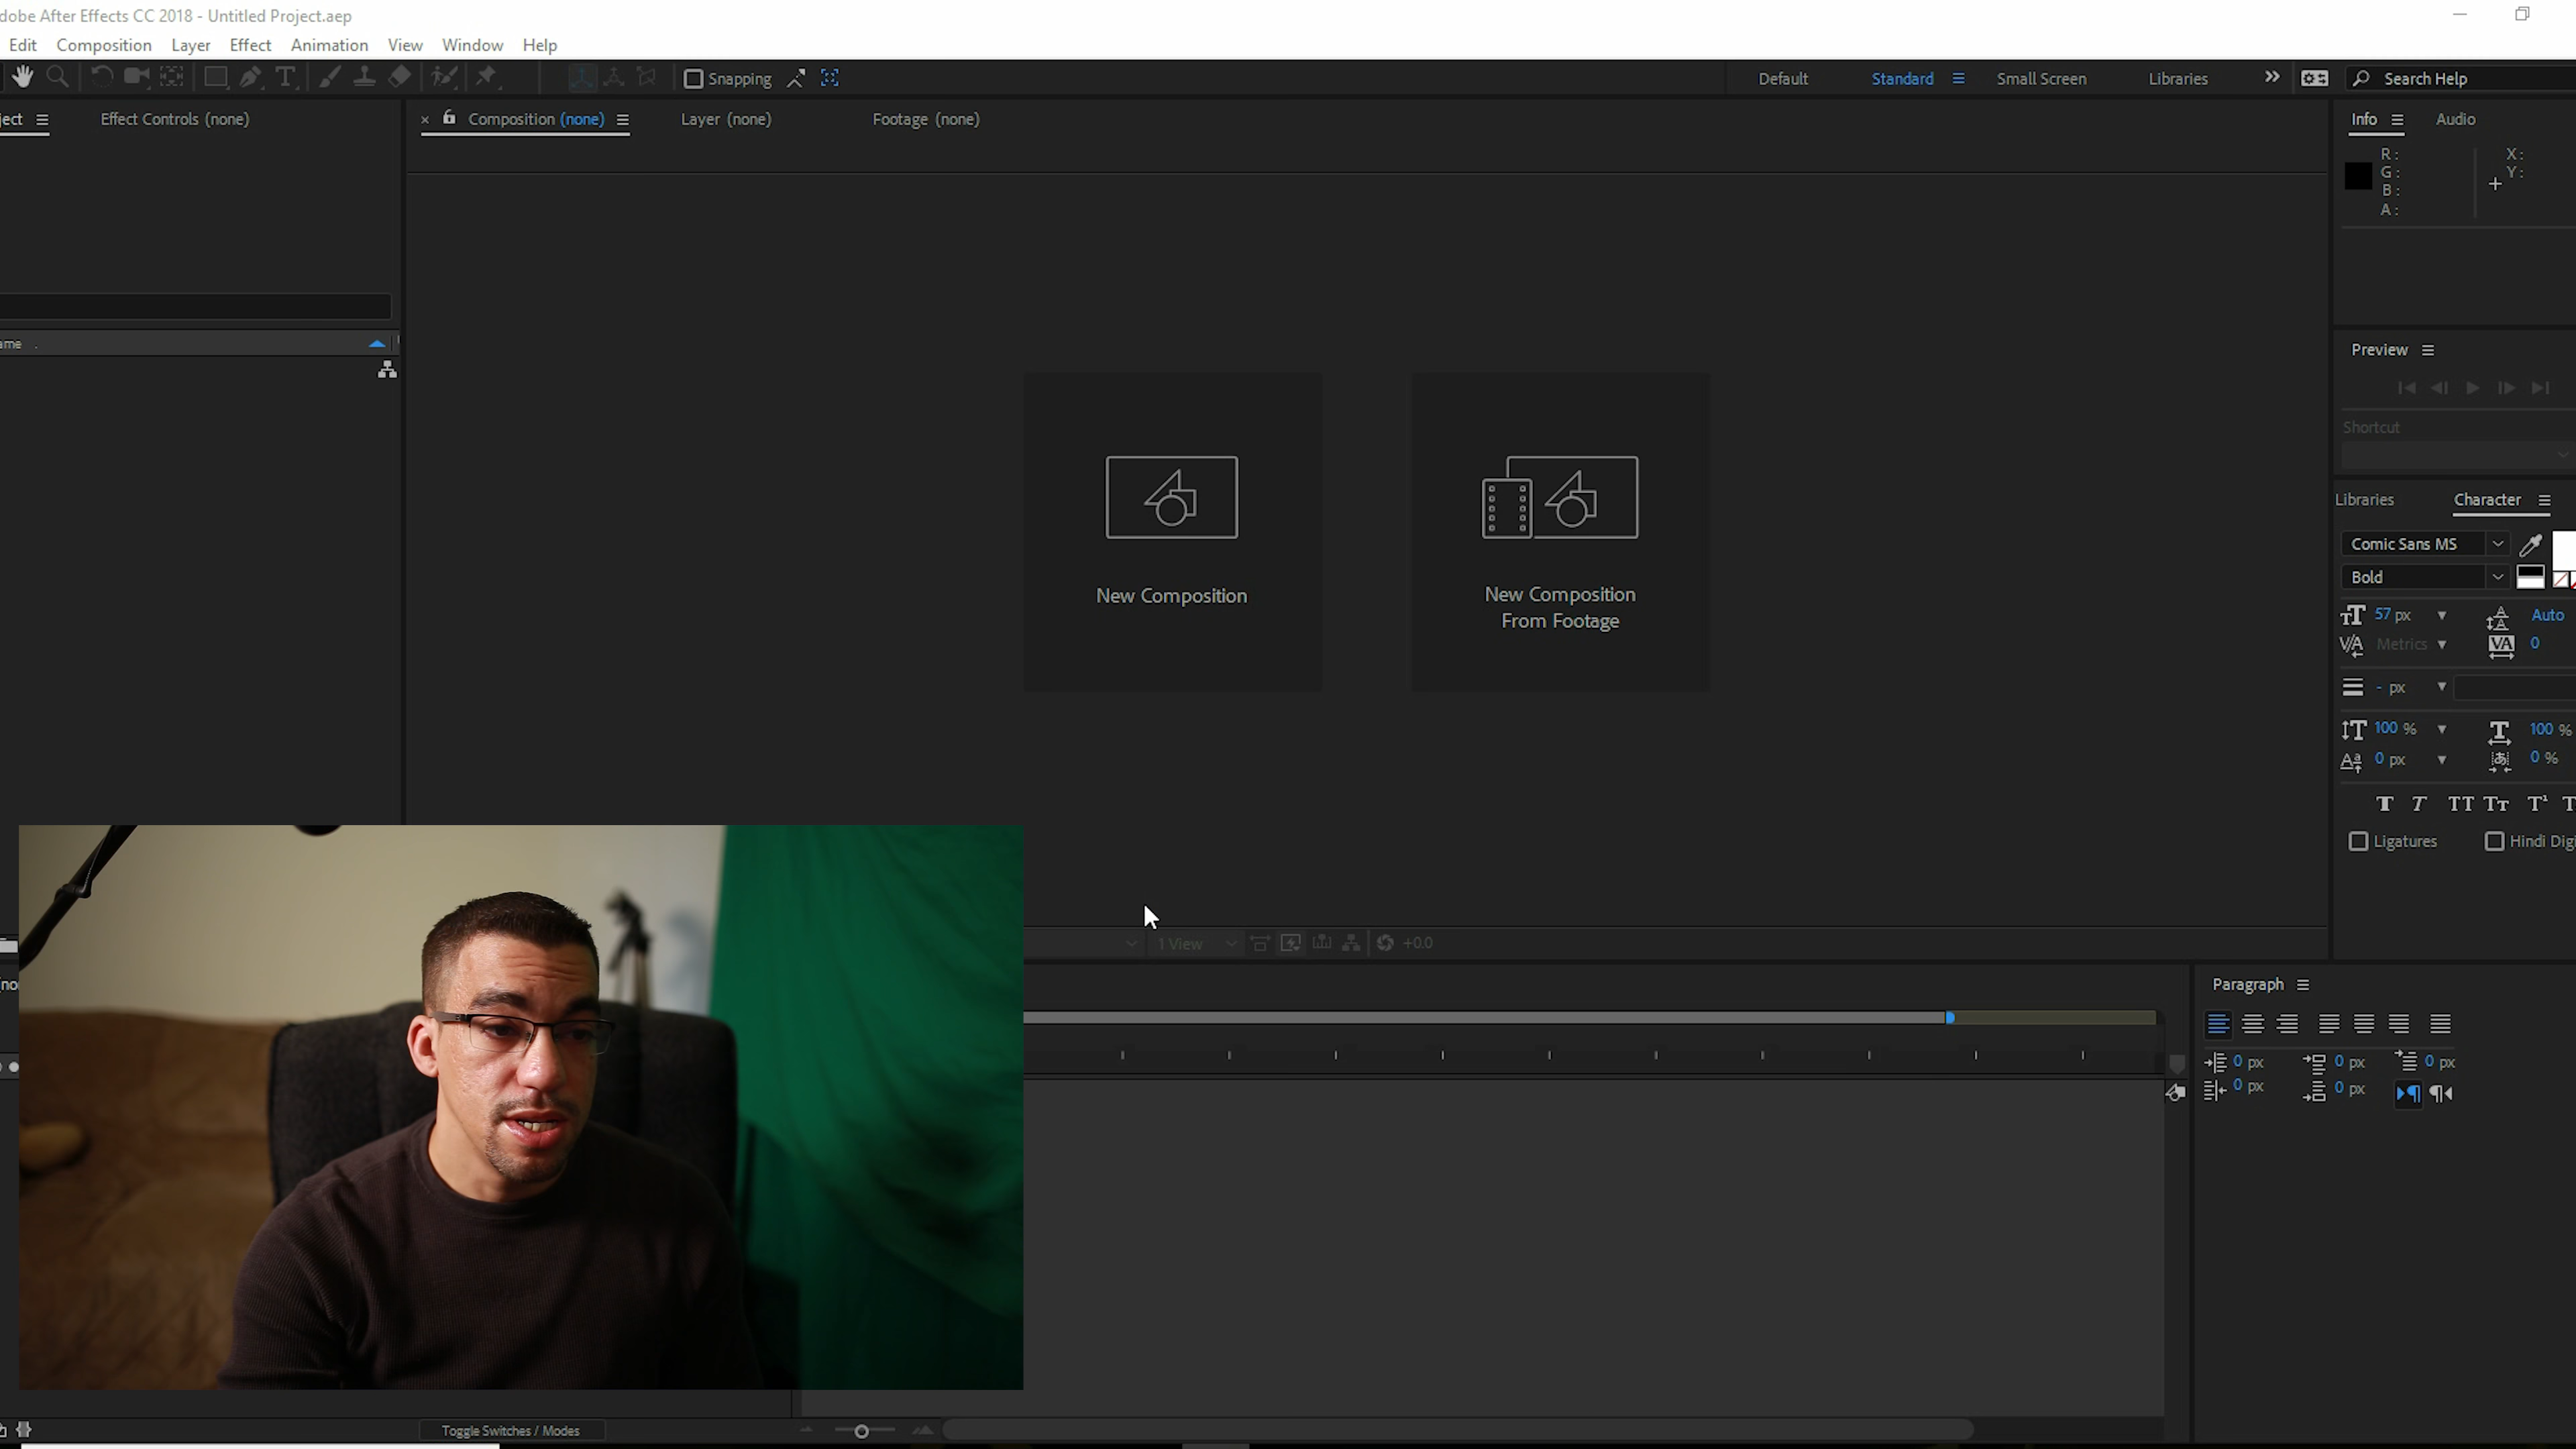 dobe After Effects CC 2018 - Untitled Project.aep
Edit Composition Layer Effect Animation View Window Help
Snapping
Default Standard Small Screen Libraries Search Help
ject Effect Controls (none)
Composition (none) Layer (none) Footage (none)
Info Audio
R: X:
G: Y:
B:
A:
ame
Preview
Shortcut
Libraries Character
Comic Sans MS
Bold
57 px Auto
Metrics 0
- px
100 % 100 %
0 px 0 %
T T TT Tт T¹ T
Ligatures Hindi Digi
New Composition
New Composition
From Footage
1 View +0.0
(no
Paragraph
0 px 0 px 0 px
0 px 0 px
Toggle Switches / Modes